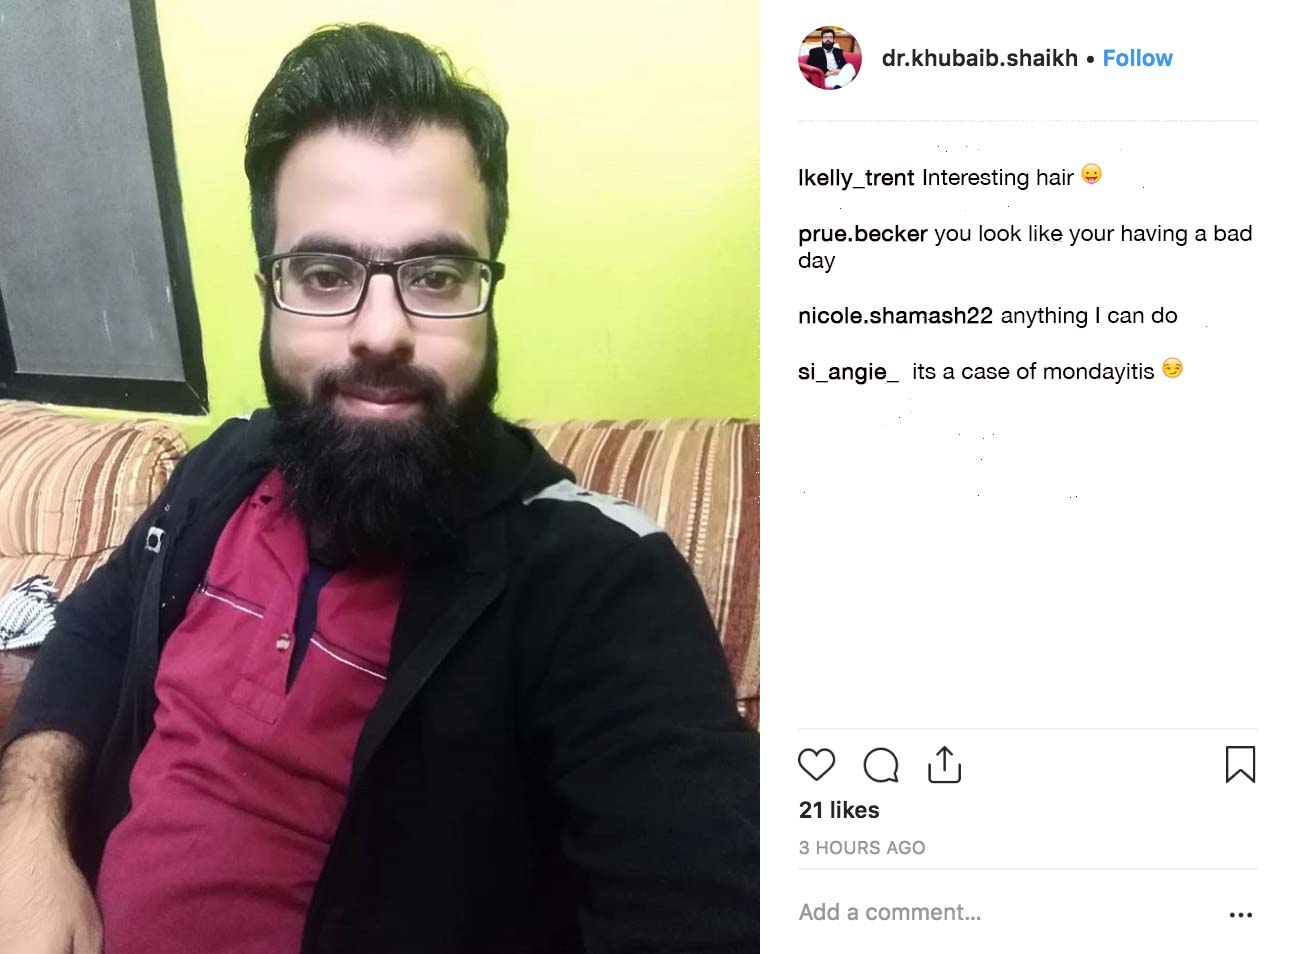 dr.khubaib.shaikh • Follow
lkelly_trent Interesting hair 😛
prue.becker you look like your having a bad
day
nicole.shamash22 anything I can do
si_angie_ its a case of mondayitis 😏
21 likes
3 HOURS AGO
Add a comment...